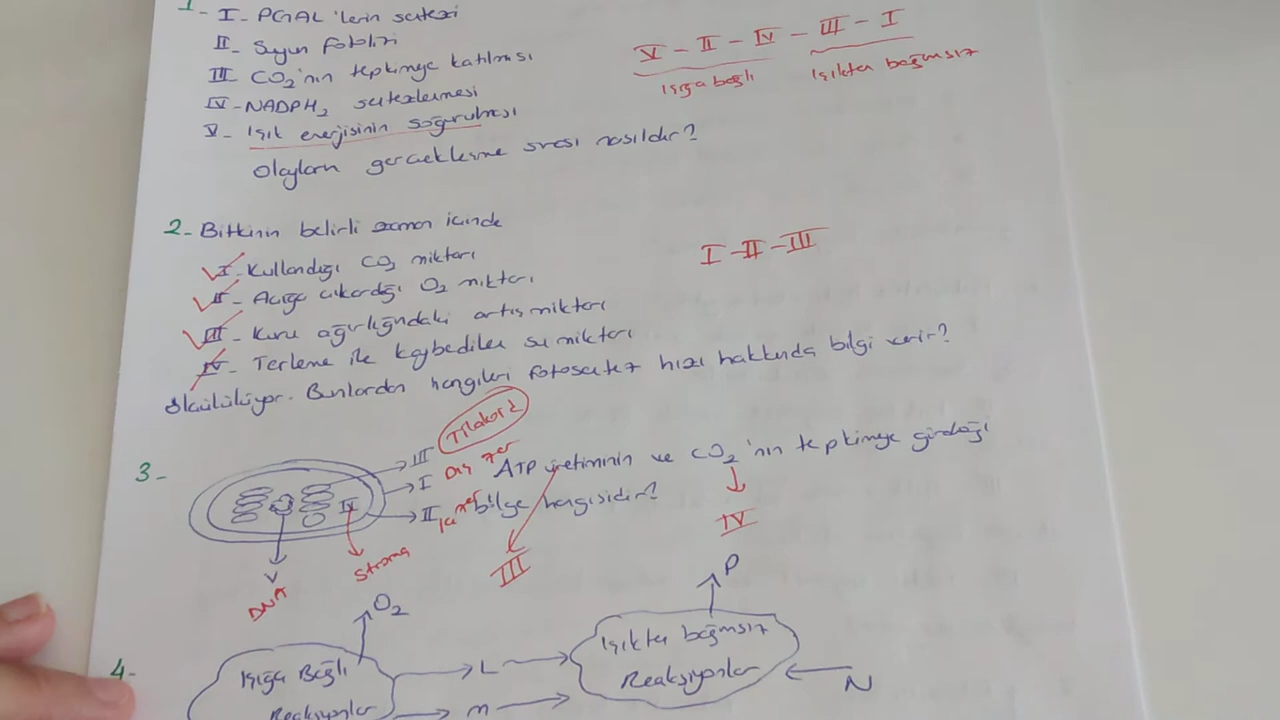 1- I- PGAL 'lerin sentezi
II- Suyun fotolizi
III- CO₂'nin tepkimeye katılması
IV- NADPH₂ sentezlenmesi
V- Işık enerjisinin soğurulması
Olayların gerçekleşme sırası nasıldır?
V - II - IV - III - I
Işığa bağlı
Işıktan bağımsız
2- Bitkinin belirli zaman içinde
I- Kullandığı CO₂ miktarı
II- Açığa çıkardığı O₂ miktarı
III- Kuru ağırlığındaki artış miktarı
IV- Terleme ile kaybedilen su miktarı
ölçülüyor. Bunlardan hangileri fotosentez hızı hakkında bilgi verir?
I - II - III
3-
III Tilakoid
I Dış zar
II İç zar
IV
Stroma
V
DNA
ATP üretiminin ve CO₂'nin tepkimeye girdiği
bölge hangisidir?
III
IV
4-
Işığa Bağlı
Reaksiyonlar
O₂
L
m
Işıktan bağımsız
Reaksiyonlar
P
N